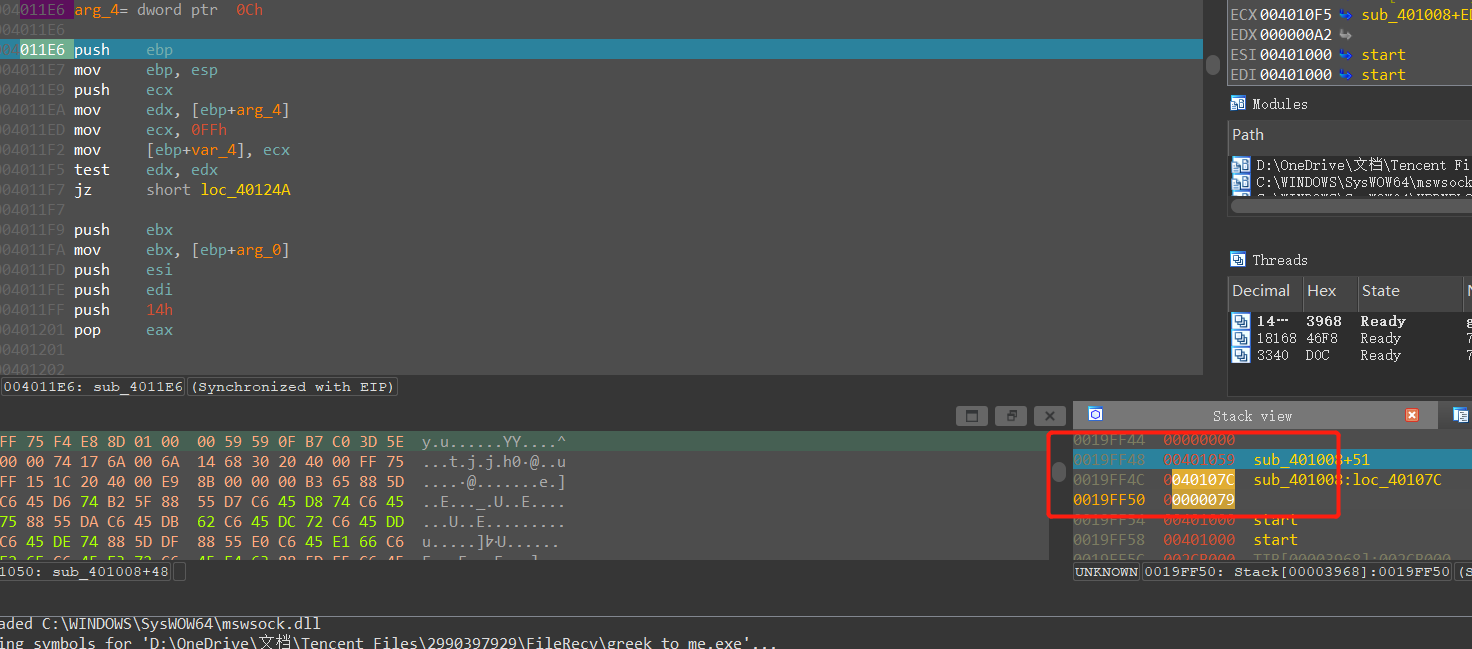 004011E6 arg_4= dword ptr  0Ch
004011E6
004011E6 push ebp
004011E7 mov ebp, esp
004011E9 push ecx
004011EA mov edx, [ebp+arg_4]
004011ED mov ecx, 0FFh
004011F2 mov [ebp+var_4], ecx
004011F5 test edx, edx
004011F7 jz short loc_40124A
004011F7
004011F9 push ebx
004011FA mov ebx, [ebp+arg_0]
004011FD push esi
004011FE push edi
004011FF push 14h
00401201 pop eax
00401201
00401202
004011E6: sub_4011E6 (Synchronized with EIP)
ECX 004010F5 sub_401008+ED
EDX 000000A2
ESI 00401000 start
EDI 00401000 start
Modules
Path
D:\OneDrive\文档\Tencent Fi
C:\WINDOWS\SysWOW64\mswsock
Threads
Decimal Hex State
14… 3968 Ready
18168 46F8 Ready 7
3340 D0C Ready 7
FF 75 F4 E8 8D 01 00 00 59 59 0F B7 C0 3D 5E y.u......YY....^
00 00 74 17 6A 00 6A 14 68 30 20 40 00 FF 75 ...t.j.j.h0·@..u
FF 15 1C 20 40 00 E9 8B 00 00 00 B3 65 88 5D ....·@.......e.]
C6 45 D6 74 B2 5F 88 55 D7 C6 45 D8 74 C6 45 ..E..._.U..E....
75 88 55 DA C6 45 DB 62 C6 45 DC 72 C6 45 DD ...U..E.........
C6 45 DE 74 88 5D DF 88 55 E0 C6 45 E1 66 C6
1050: sub_401008+48
Stack view
0019FF44 00000000
0019FF48 00401059 sub_401008+51
0019FF4C 0040107C sub_401008:loc_40107C
0019FF50 00000079
0019FF54 00401000 start
0019FF58 00401000 start
0019FF5C 002CB000 TIB[00003968]:002CB000
UNKNOWN 0019FF50: Stack[00003968]:0019FF50 (S
aded C:\WINDOWS\SysWOW64\mswsock.dll
ing symbols for 'D:\OneDrive\文档\Tencent Files\2990397929\FileRecv\greek_to_me.exe'...